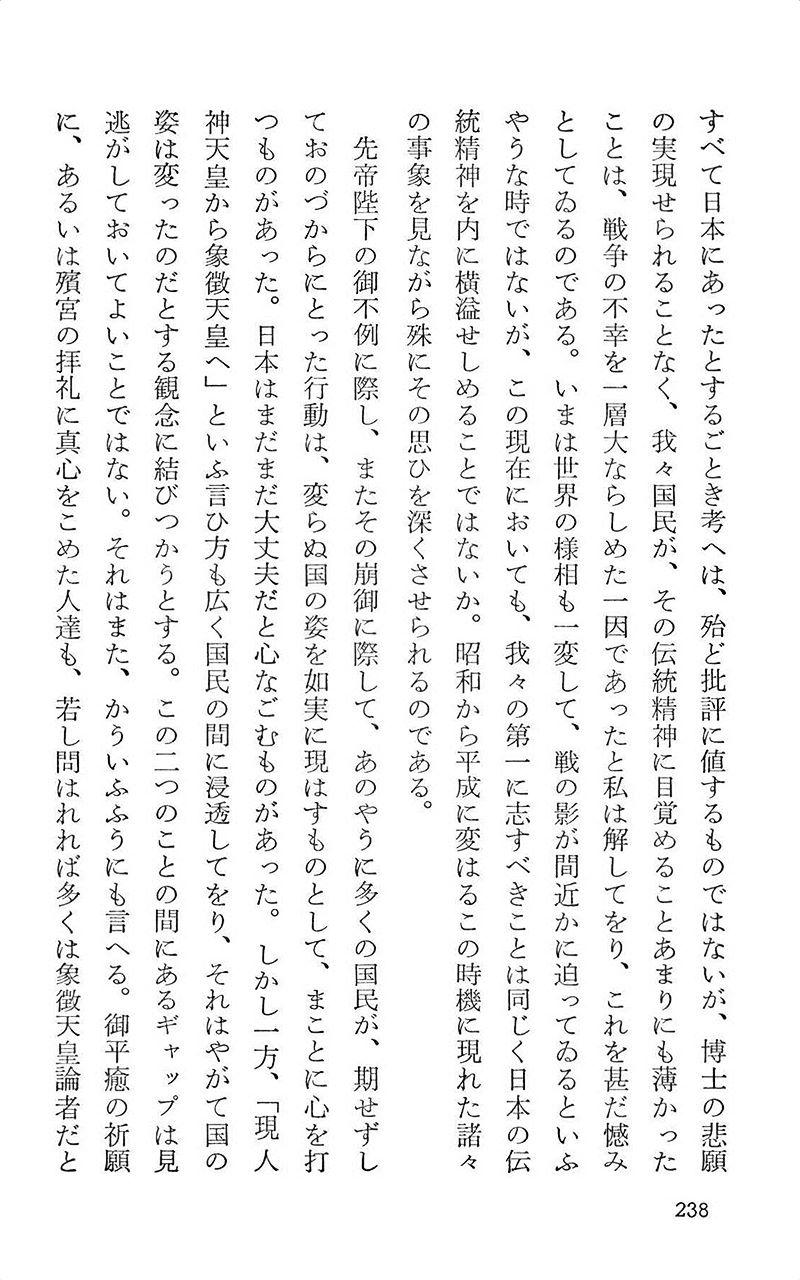 すべて日本にあったとするごとき考へは、殆ど批評に値するものではないが、博士の悲願
の実現せられることなく、我々国民が、その伝統精神に目覚めることあまりにも薄かった
ことは、戦争の不幸を一層大ならしめた一因であったと私は解してをり、これを甚だ憾み
としてゐるのである。いまは世界の様相も一変して、戦の影が間近かに迫ってゐるといふ
やうな時ではないが、この現在においても、我々の第一に志すべきことは同じく日本の伝
統精神を内に横溢せしめることではないか。昭和から平成に変はるこの時機に現れた諸々
の事象を見ながら殊にその思ひを深くさせられるのである。
先帝陛下の御不例に際し、またその崩御に際して、あのやうに多くの国民が、期せずし
ておのづからにとった行動は、変らぬ国の姿を如実に現はすものとして、まことに心を打
つものがあった。日本はまだまだ大丈夫だと心なごむものがあった。しかし一方、「現人
神天皇から象徴天皇へ」といふ言ひ方も広く国民の間に浸透してをり、それはやがて国の
姿は変ったのだとする観念に結びつかうとする。この二つのことの間にあるギャップは見
逃がしておいてよいことではない。それはまた、かういふふうにも言へる。御平癒の祈願
に、あるいは殯宮の拝礼に真心をこめた人達も、若し問はれれば多くは象徴天皇論者だと
238